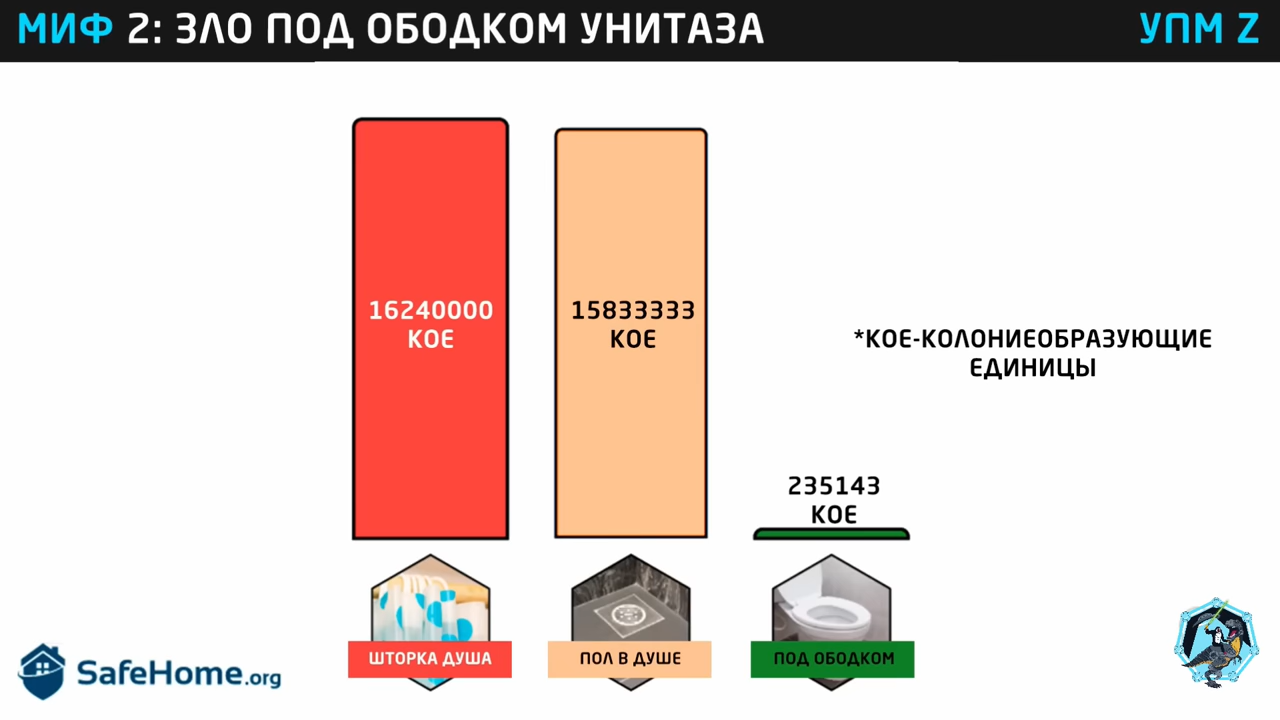 МИФ 2: ЗЛО ПОД ОБОДКОМ УНИТАЗА
УПМ Z
16240000
КОЕ
15833333
КОЕ
*КОЕ-КОЛОНИЕОБРАЗУЮЩИЕ
ЕДИНИЦЫ
235143
КОЕ
ШТОРКА ДУША
ПОЛ В ДУШЕ
ПОД ОБОДКОМ
SafeHome.org